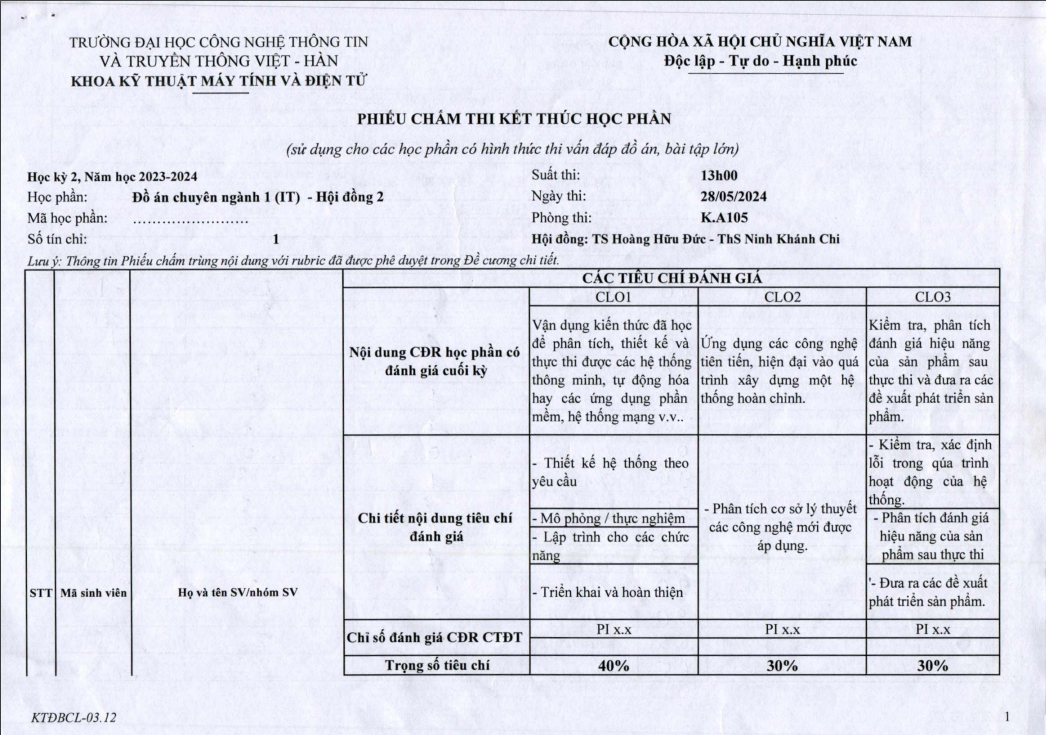 TRƯỜNG ĐẠI HỌC CÔNG NGHỆ THÔNG TIN
VÀ TRUYỀN THÔNG VIỆT - HÀN
KHOA KỸ THUẬT MÁY TÍNH VÀ ĐIỆN TỬ
CỘNG HÒA XÃ HỘI CHỦ NGHĨA VIỆT NAM
Độc lập - Tự do - Hạnh phúc
PHIẾU CHẤM THI KẾT THÚC HỌC PHẦN
(sử dụng cho các học phần có hình thức thi vấn đáp đồ án, bài tập lớn)
Học kỳ 2, Năm học 2023-2024
Học phần: Đồ án chuyên ngành 1 (IT) - Hội đồng 2
Mã học phần: ........................
Số tín chỉ: 1
Suất thi: 13h00
Ngày thi: 28/05/2024
Phòng thi: K.A105
Hội đồng: TS Hoàng Hữu Đức - ThS Ninh Khánh Chi
Lưu ý: Thông tin Phiếu chấm trùng nội dung với rubric đã được phê duyệt trong Đề cương chi tiết.
STT
Mã sinh viên
Họ và tên SV/nhóm SV
CÁC TIÊU CHÍ ĐÁNH GIÁ
CLO1
CLO2
CLO3
Nội dung CĐR học phần có
đánh giá cuối kỳ
Vận dụng kiến thức đã học
để phân tích, thiết kế và
thực thi được các hệ thống
thông minh, tự động hóa
hay các ứng dụng phần
mềm, hệ thống mạng v.v..
Ứng dụng các công nghệ
tiên tiến, hiện đại vào quá
trình xây dựng một hệ
thống hoàn chỉnh.
Kiểm tra, phân tích
đánh giá hiệu năng
của sản phẩm sau
thực thi và đưa ra các
đề xuất phát triển sản
phẩm.
Chi tiết nội dung tiêu chí
đánh giá
- Thiết kế hệ thống theo
yêu cầu
- Mô phỏng / thực nghiệm
- Lập trình cho các chức
năng
- Triển khai và hoàn thiện
- Phân tích cơ sở lý thuyết
các công nghệ mới được
áp dụng.
- Kiểm tra, xác định
lỗi trong qúa trình
hoạt động của hệ
thống.
- Phân tích đánh giá
hiệu năng của sản
phẩm sau thực thi
'- Đưa ra các đề xuất
phát triển sản phẩm.
Chỉ số đánh giá CĐR CTĐT
PI x.x
PI x.x
PI x.x
Trọng số tiêu chí
40%
30%
30%
KTĐBCL-03.12
1